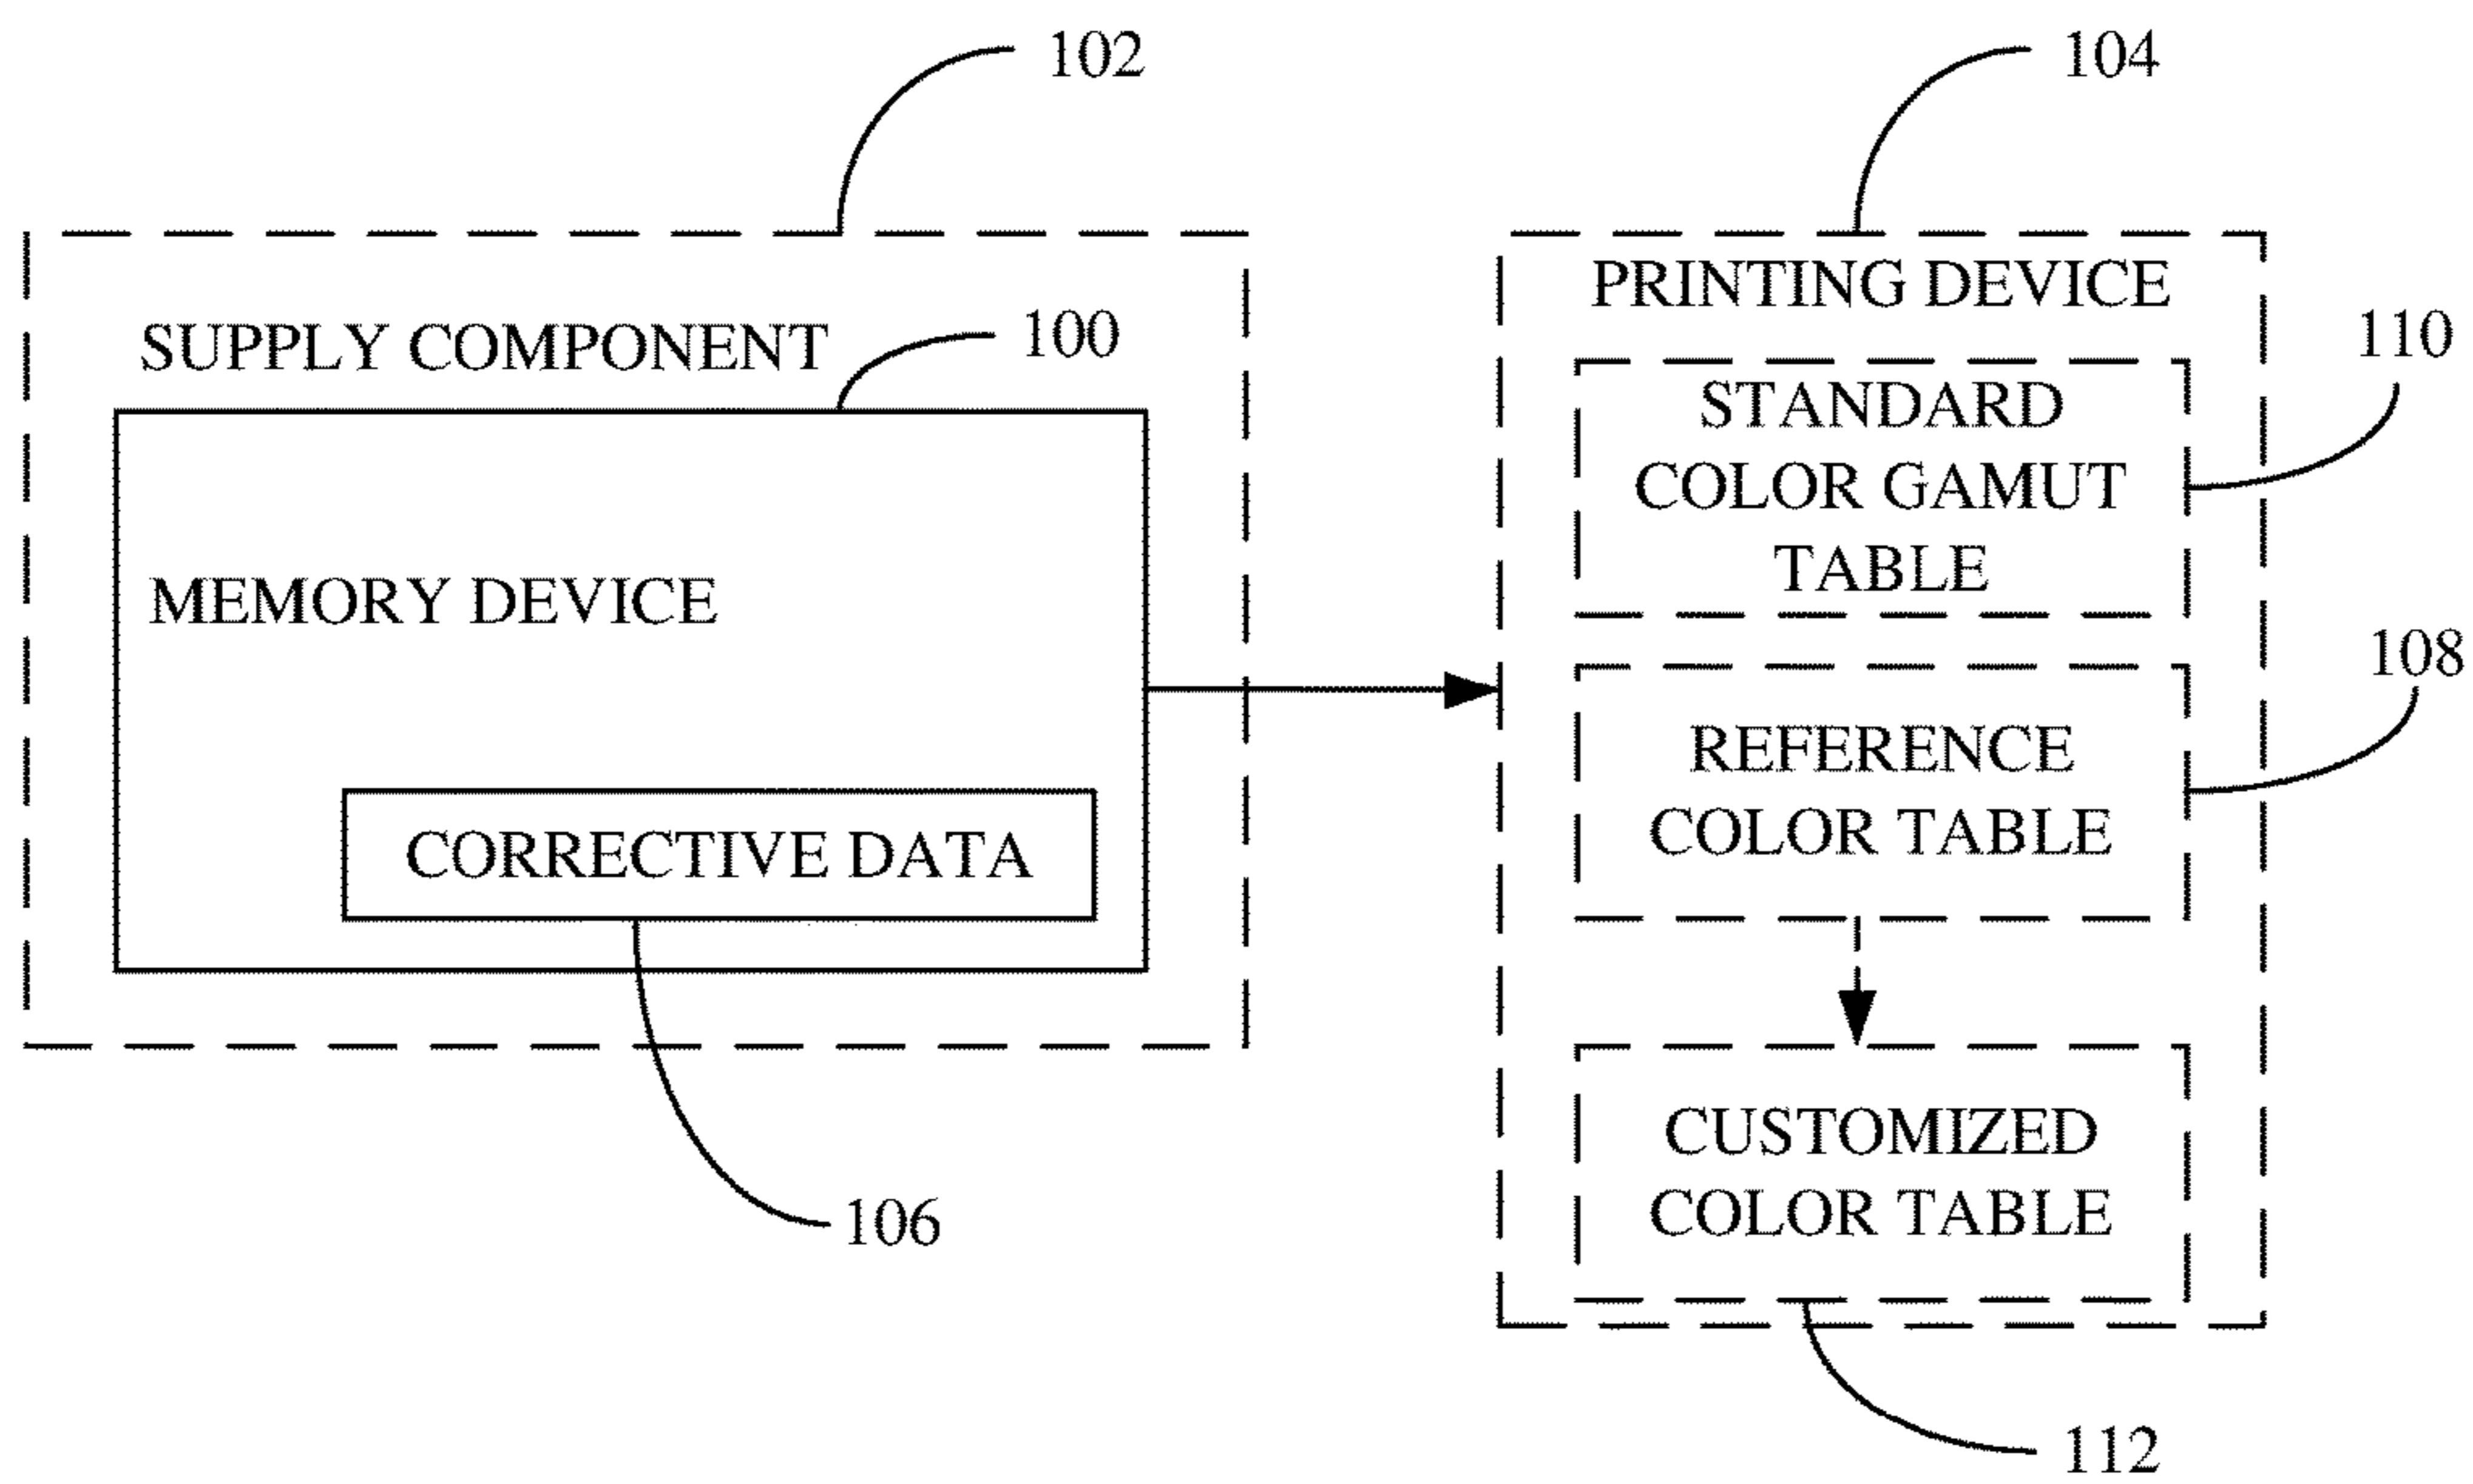 102
SUPPLY COMPONENT
100
MEMORY DEVICE
CORRECTIVE DATA
106
104
PRINTING DEVICE
110
STANDARD
COLOR GAMUT
TABLE
108
REFERENCE
COLOR TABLE
CUSTOMIZED
COLOR TABLE
112